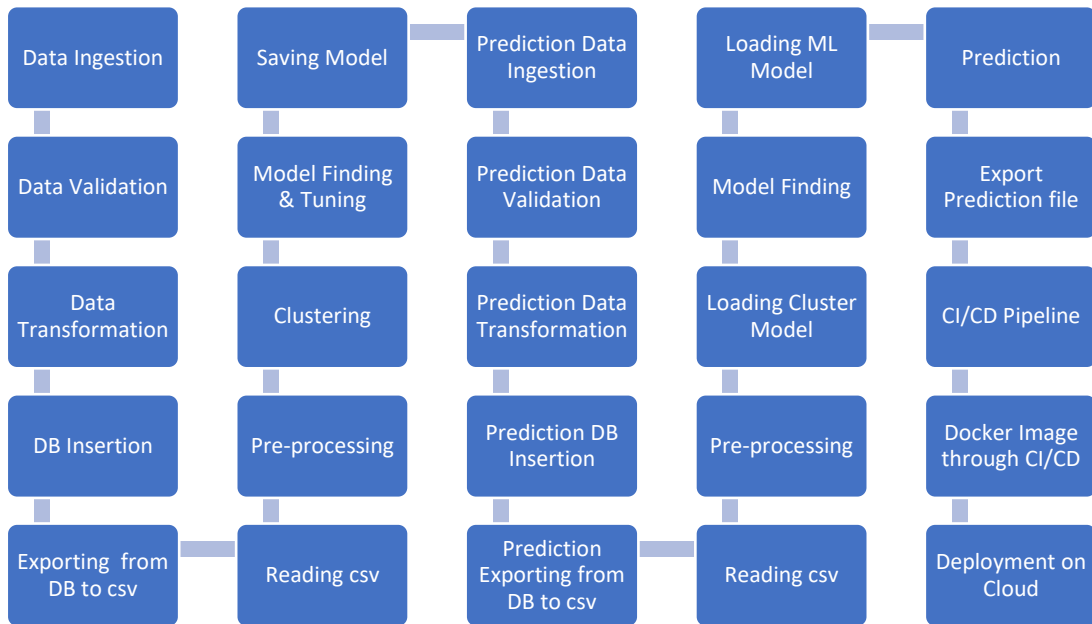 Data Ingestion
Data Validation
Data
Transformation
DB Insertion
Exporting  from
DB to csv
Reading csv
Pre-processing
Clustering
Model Finding
& Tuning
Saving Model
Prediction Data
Ingestion
Prediction Data
Validation
Prediction Data
Transformation
Prediction DB
Insertion
Prediction
Exporting from
DB to csv
Reading csv
Pre-processing
Loading Cluster
Model
Model Finding
Loading ML
Model
Prediction
Export
Prediction file
CI/CD Pipeline
Docker Image
through CI/CD
Deployment on
Cloud